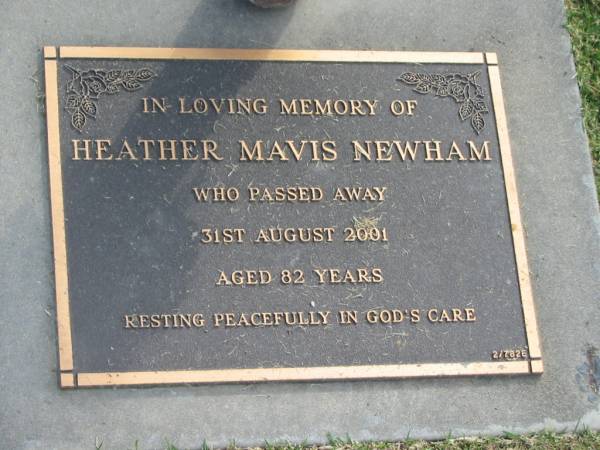 IN LOVING MEMORY OF
HEATHER MAVIS NEWHAM
WHO PASSED AWAY
31ST AUGUST 2001
AGED 82 YEARS
RESTING PEACEFULLY IN GOD'S CARE
2/782E